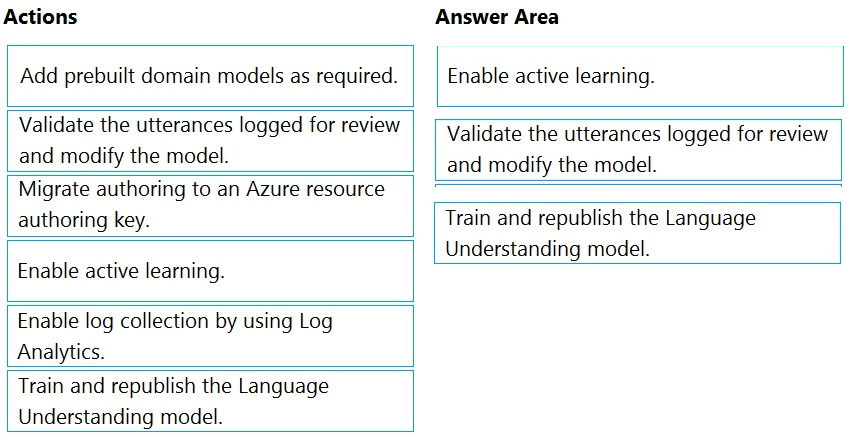 Actions
Add prebuilt domain models as required.
Validate the utterances logged for review
and modify the model.
Migrate authoring to an Azure resource
authoring key.
Enable active learning.
Enable log collection by using Log
Analytics.
Train and republish the Language
Understanding model.
Answer Area
Enable active learning.
Validate the utterances logged for review
and modify the model.
Train and republish the Language
Understanding model.